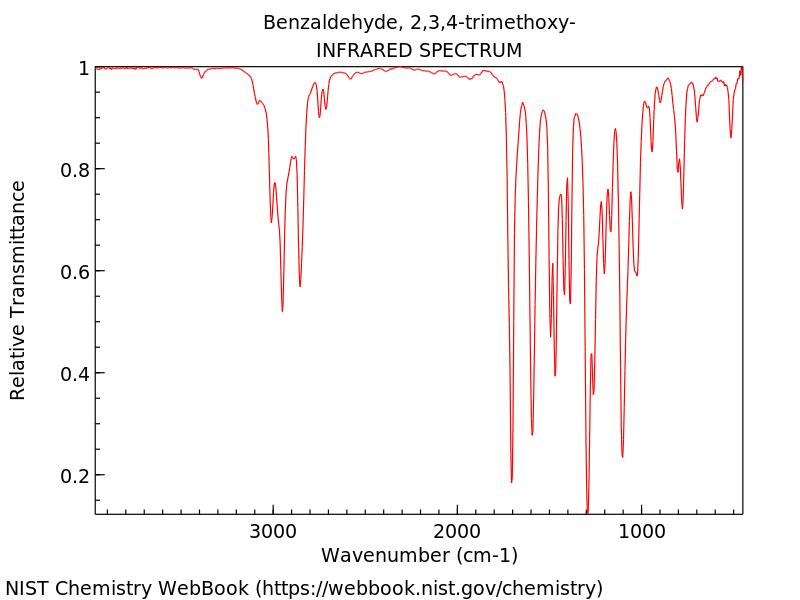 Benzaldehyde, 2,3,4-trimethoxy-
INFRARED SPECTRUM
1
0.8
0.6
0.4
0.2
Relative Transmittance
3000 2000 1000
Wavenumber (cm-1)
NIST Chemistry WebBook (https://webbook.nist.gov/chemistry)